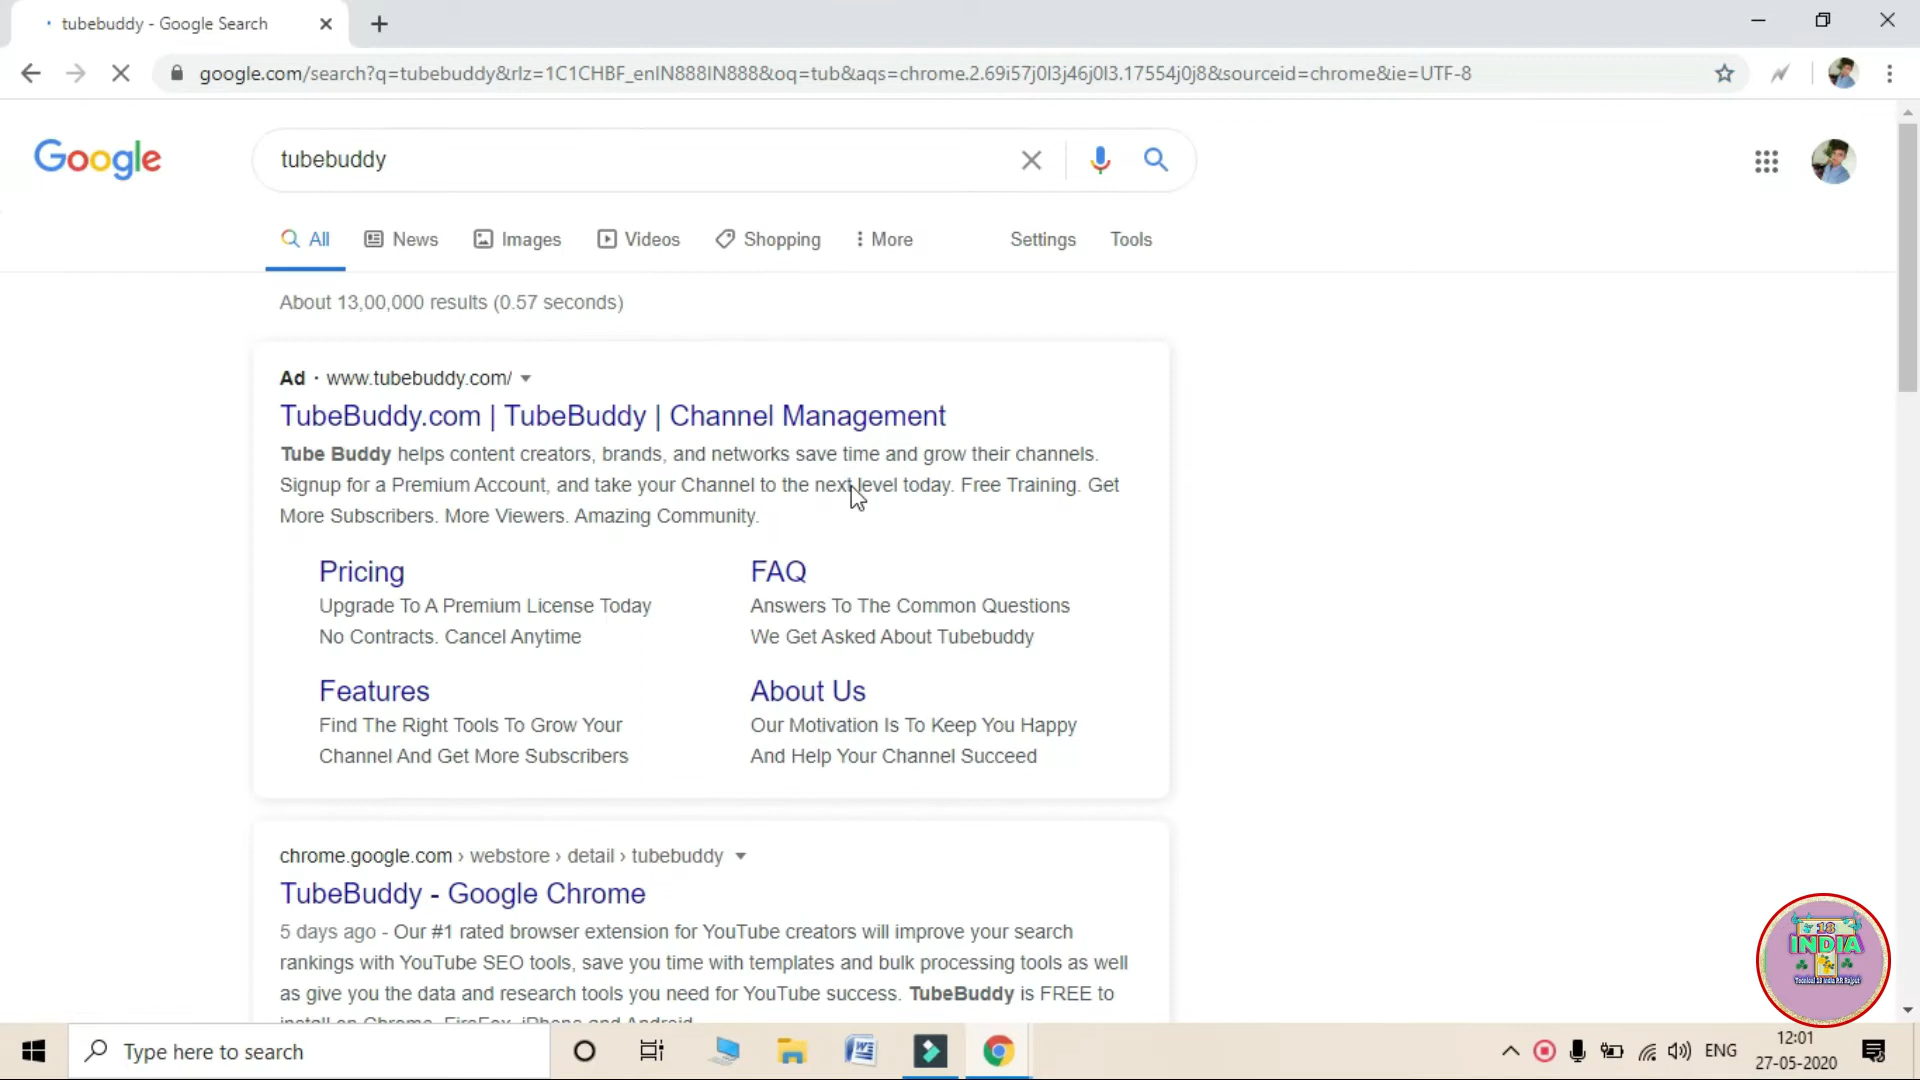 tubebuddy - Google Search
google.com/search?q=tubebuddy&rlz=1C1CHBF_enIN888IN888&oq=tub&aqs=chrome.2.69i57j0l3j46j0l3.17554j0j8&sourceid=chrome&ie=UTF-8
Google
tubebuddy
All News Images Videos Shopping More Settings Tools
About 13,00,000 results (0.57 seconds)
Ad · www.tubebuddy.com/
TubeBuddy.com | TubeBuddy | Channel Management
Tube Buddy helps content creators, brands, and networks save time and grow their channels.
Signup for a Premium Account, and take your Channel to the next level today. Free Training. Get
More Subscribers. More Viewers. Amazing Community.
Pricing
Upgrade To A Premium License Today
No Contracts. Cancel Anytime
FAQ
Answers To The Common Questions
We Get Asked About Tubebuddy
Features
Find The Right Tools To Grow Your
Channel And Get More Subscribers
About Us
Our Motivation Is To Keep You Happy
And Help Your Channel Succeed
chrome.google.com › webstore › detail › tubebuddy
TubeBuddy - Google Chrome
5 days ago - Our #1 rated browser extension for YouTube creators will improve your search
rankings with YouTube SEO tools, save you time with templates and bulk processing tools as well
as give you the data and research tools you need for YouTube success. TubeBuddy is FREE to
install on Chrome, FireFox, iPhone and Android.
18
INDIA
Type here to search
ENG
12:01
27-05-2020